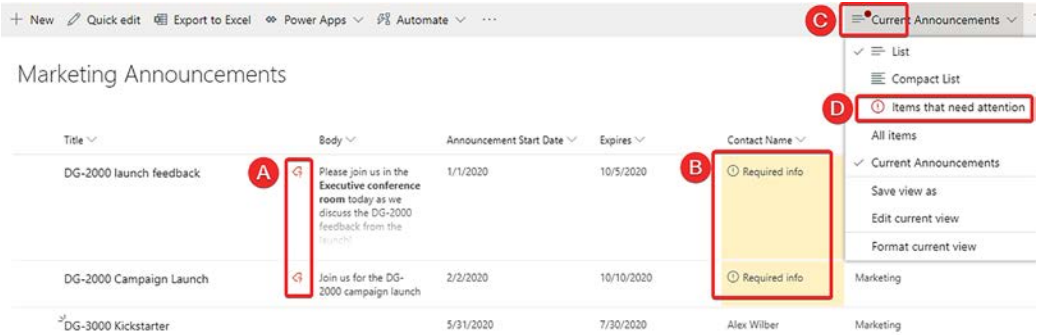 New Quick edit Export to Excel Power Apps Automate ... C Current Announcements
List
Marketing Announcements
Compact List
D Items that need attention
All items
Title Body Announcement Start Date Expires Contact Name
Current Announcements
DG-2000 launch feedback A Please join us in the 1/1/2020 10/5/2020 B Required info
Executive conference
room today as we
discuss the DG-2000
feedback from the
launch!
Save view as
Edit current view
Format current view
DG-2000 Campaign Launch Join us for the DG- 2/2/2020 10/10/2020 Required info Marketing
2000 campaign launch
DG-3000 Kickstarter 5/31/2020 7/30/2020 Alex Wilber Marketing